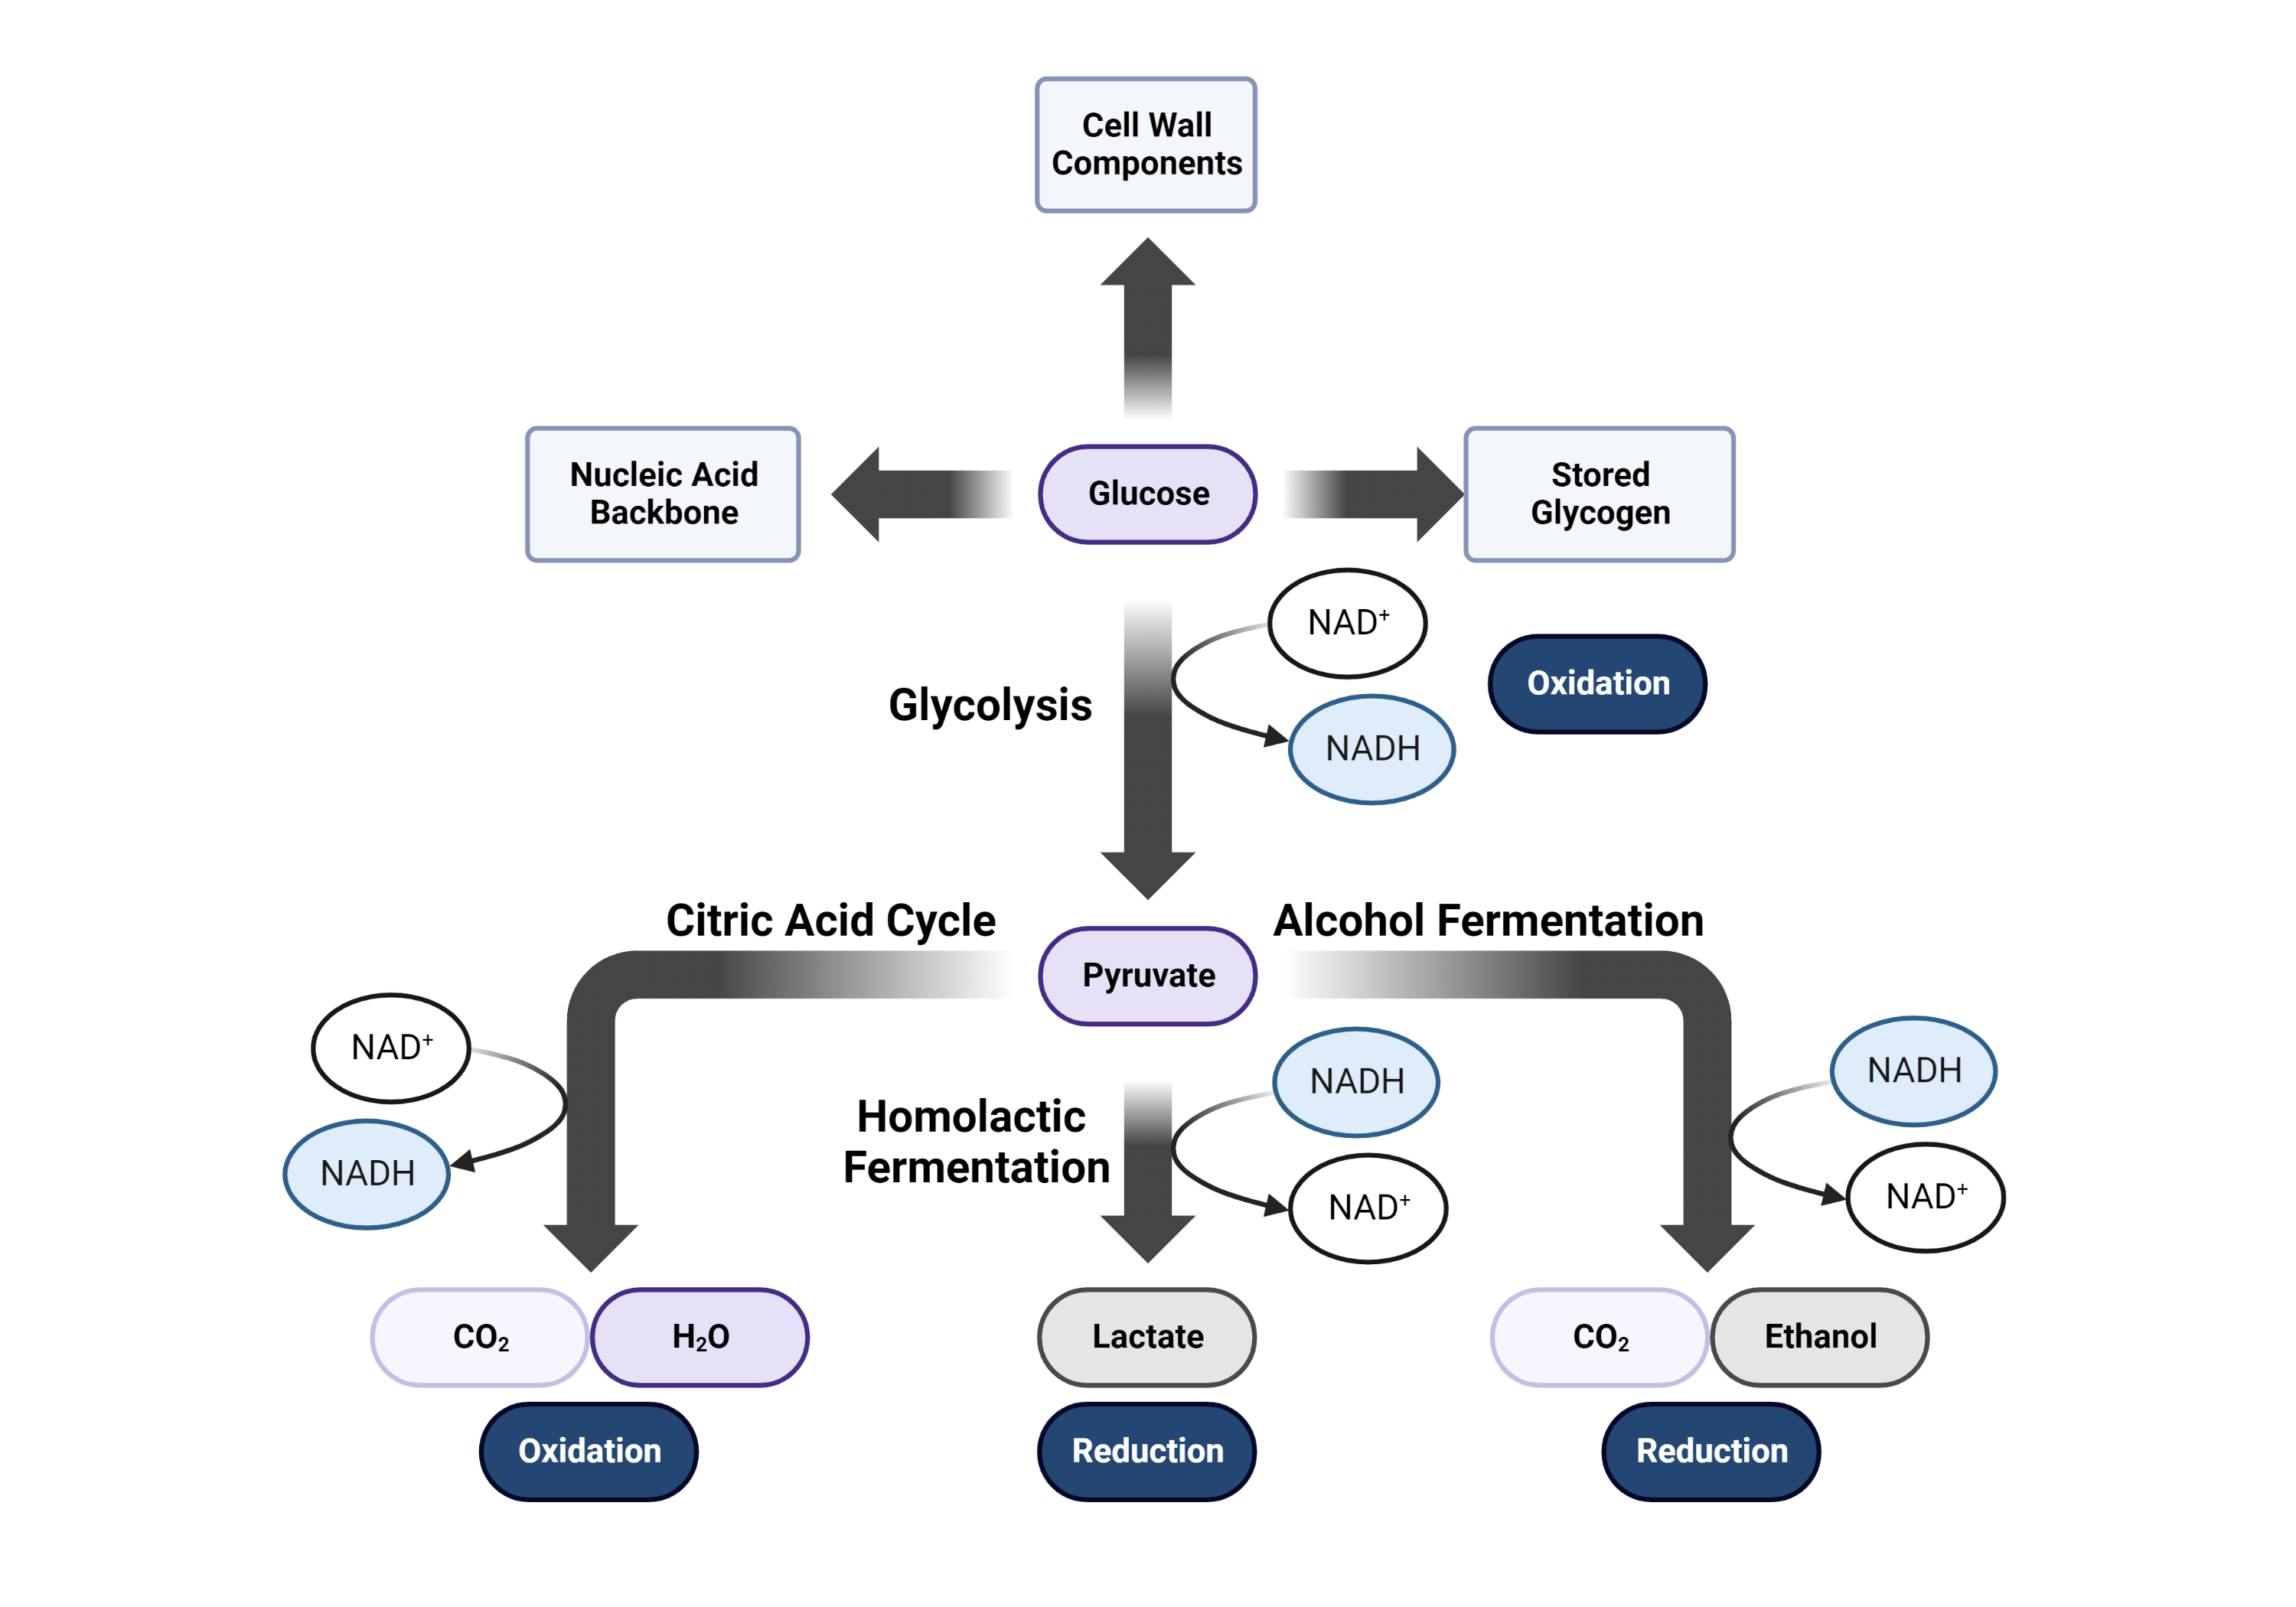 Cell Wall
Components
Nucleic Acid
Backbone
Glucose
Stored
Glycogen
NAD⁺
Oxidation
Glycolysis
NADH
Citric Acid Cycle
Alcohol Fermentation
Pyruvate
NAD⁺
NADH
Homolactic
Fermentation
NADH
NAD⁺
NADH
NAD⁺
CO₂
H₂O
Lactate
CO₂
Ethanol
Oxidation
Reduction
Reduction